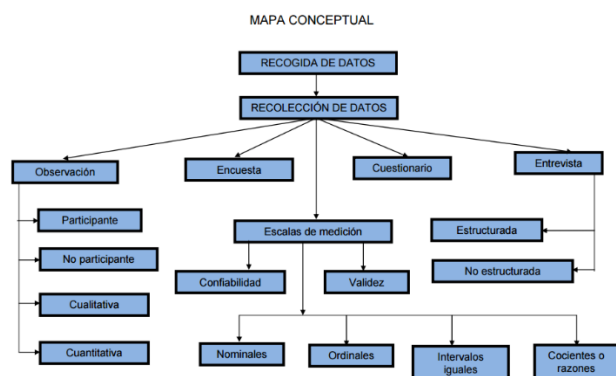 MAPA CONCEPTUAL
RECOGIDA DE DATOS
RECOLECCIÓN DE DATOS
Observación
Encuesta
Cuestionario
Entrevista
Participante
No participante
Cualitativa
Cuantitativa
Escalas de medición
Confiabilidad
Validez
Estructurada
No estructurada
Nominales
Ordinales
Intervalos
iguales
Cocientes o
razones